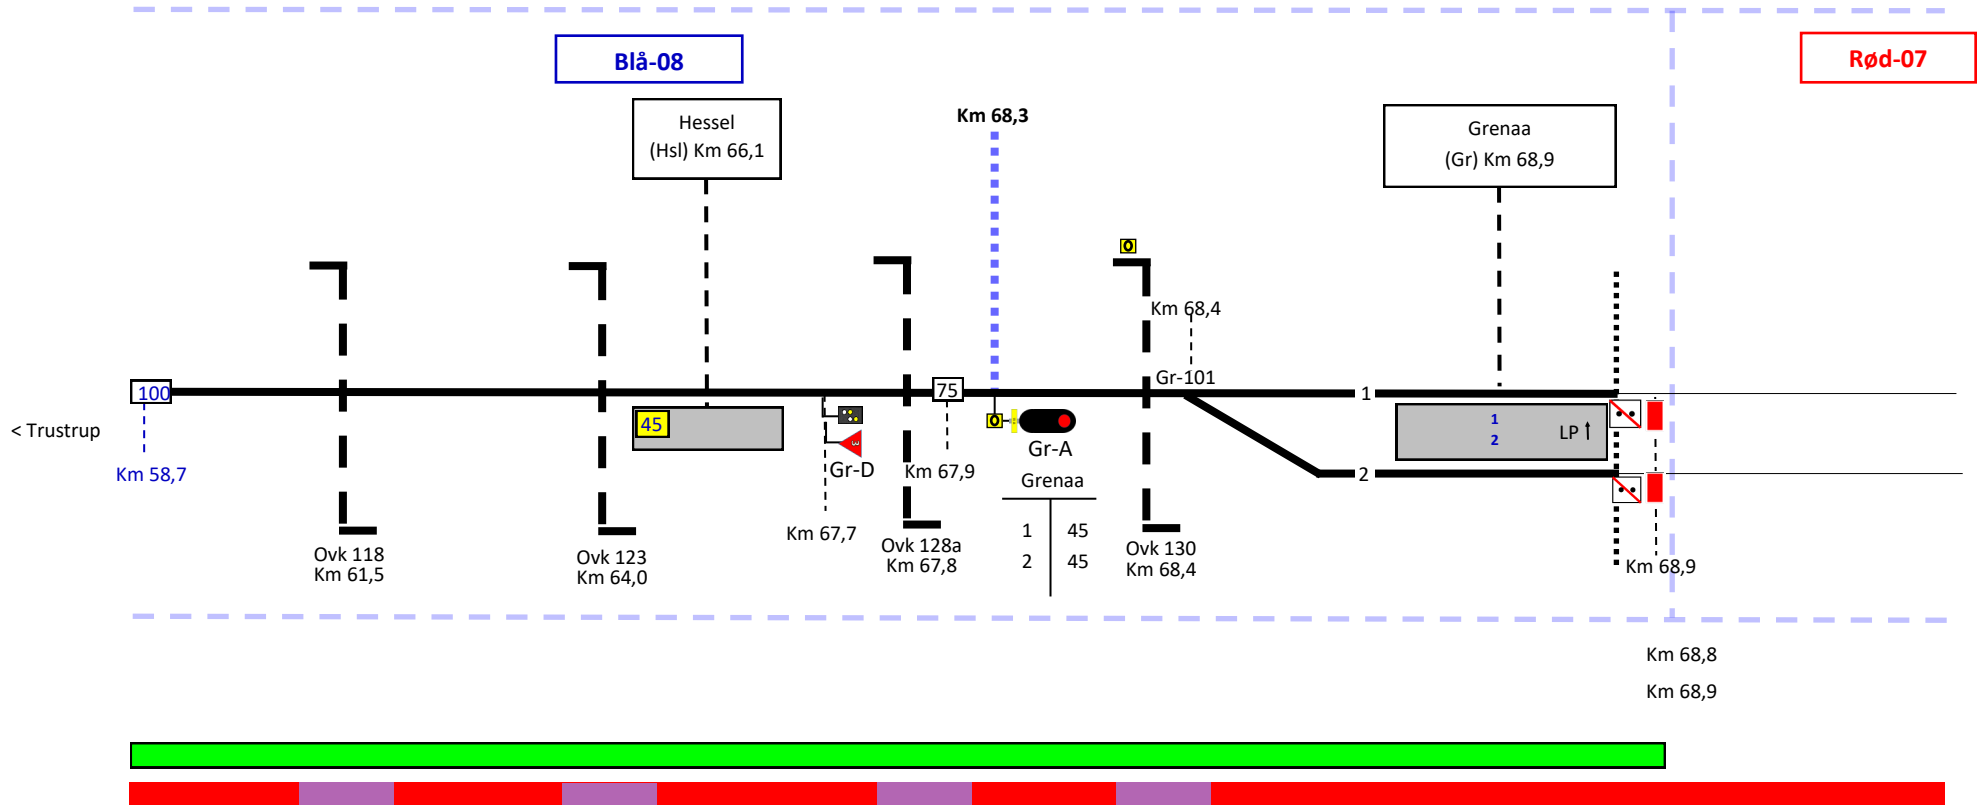 Blå-08
Rød-07
Hessel
(Hsl) Km 66,1
Km 68,3
Grenaa
(Gr) Km 68,9
0
Km 68,4
Gr-101
100
75
1
< Trustrup
45
3
0
1
2
LP
Gr-D
Gr-A
Km 58,7
Km 67,9
2
Grenaa
1 45
2 45
Km 67,7
Ovk 118
Km 61,5
Ovk 123
Km 64,0
Ovk 128a
Km 67,8
Ovk 130
Km 68,4
Km 68,9
Km 68,8
Km 68,9